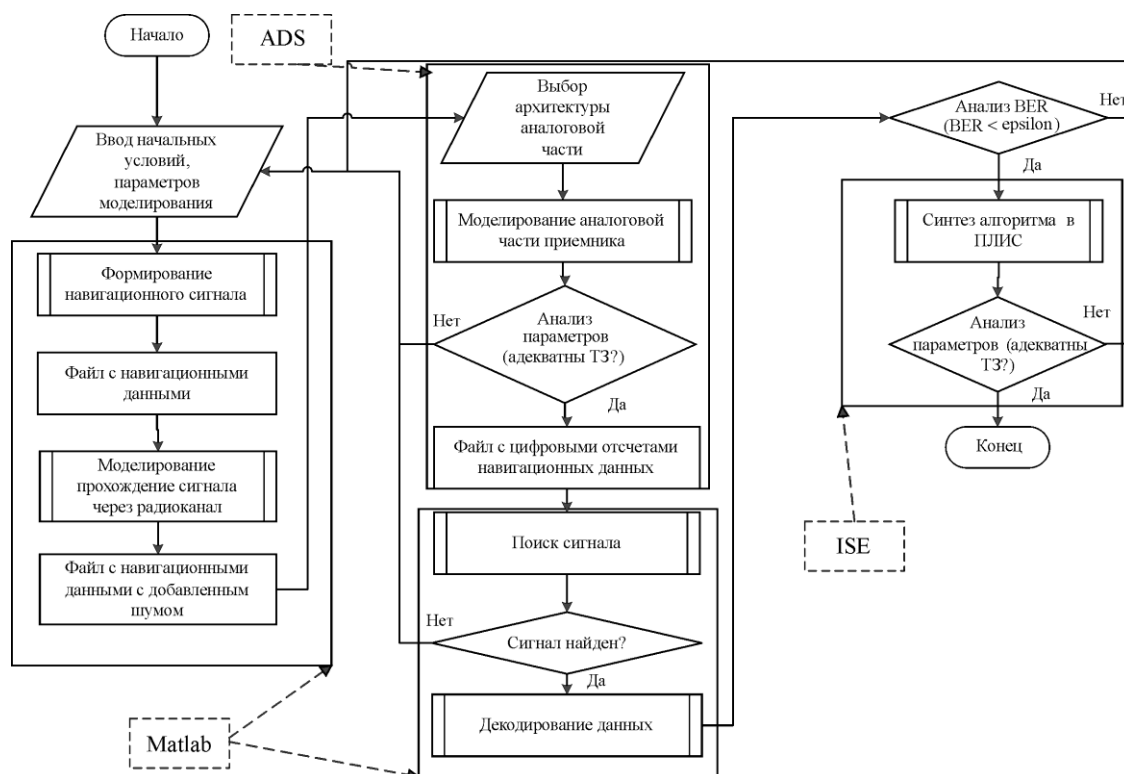 Начало
Ввод начальных
условий,
параметров
моделирования
Формирование
навигационного сигнала
Файл с навигационными
данными
Моделирование
прохождение сигнала
через радиоканал
Файл с навигационными
данными с добавленным
шумом
Matlab
ADS
Выбор
архитектуры
аналоговой
части
Моделирование аналоговой
части приемника
Нет
Анализ
параметров
(адекватны ТЗ?)
Да
Файл с цифровыми отсчетами
навигационных данных
Поиск сигнала
Нет
Сигнал найден?
Да
Декодирование данных
Анализ BER
(BER < epsilon)
Нет
Да
Синтез алгоритма в
ПЛИС
Нет
Анализ
параметров (адекватны
ТЗ?)
Да
Конец
ISE